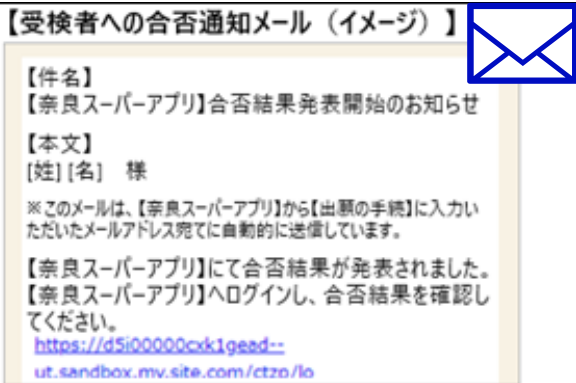 【受検者への合否通知メール（イメージ）】
【件名】
【奈良スーパーアプリ】合否結果発表開始のお知らせ
【本文】
[姓] [名]　様
※このメールは、【奈良スーパーアプリ】から【出願の手続】に入力い
ただいたメールアドレス宛てに自動的に送信しています。
【奈良スーパーアプリ】にて合否結果が発表されました。
【奈良スーパーアプリ】へログインし、合否結果を確認し
てください。
https://d5i00000cxk1gead--
ut.sandbox.my.site.com/ctzp/lo